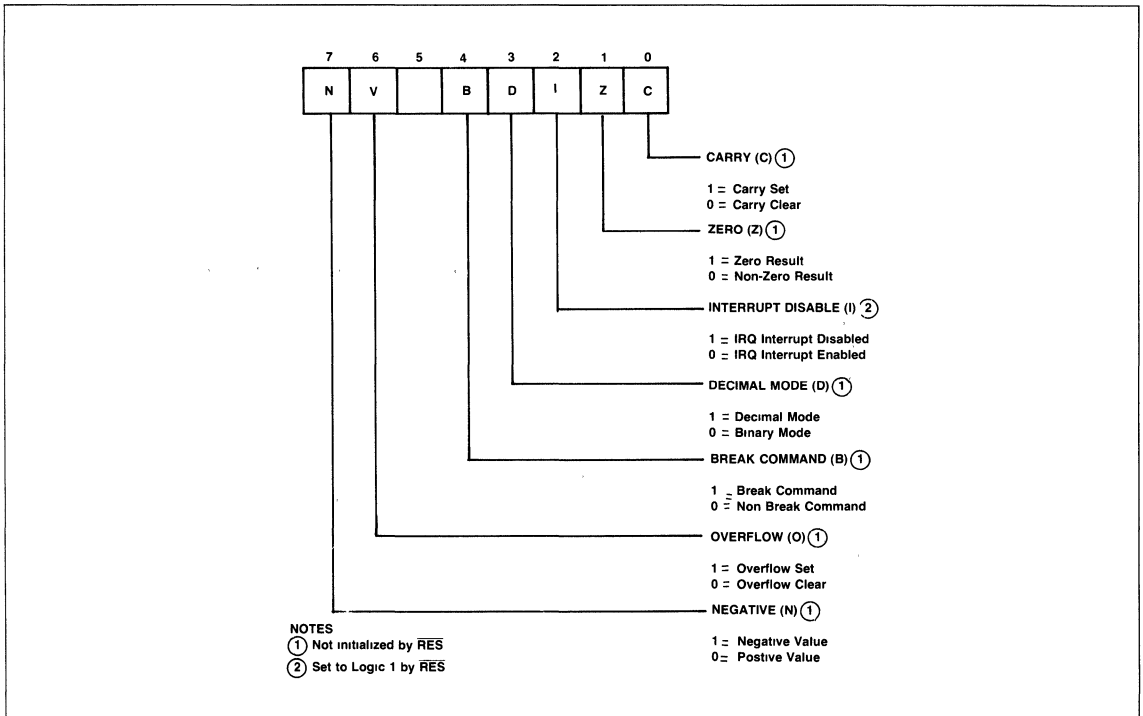 7 6 5 4 3 2 1 0
N V B D I Z C
CARRY (C) ①
1 = Carry Set
0 = Carry Clear
ZERO (Z) ①
1 = Zero Result
0 = Non-Zero Result
INTERRUPT DISABLE (I) ②
1 = IRQ Interrupt Disabled
0 = IRQ Interrupt Enabled
DECIMAL MODE (D) ①
1 = Decimal Mode
0 = Binary Mode
BREAK COMMAND (B) ①
1 = Break Command
0 = Non Break Command
OVERFLOW (O) ①
1 = Overflow Set
0 = Overflow Clear
NEGATIVE (N) ①
1 = Negative Value
0 = Postive Value
NOTES
① Not initialized by R̅E̅S̅
② Set to Logic 1 by R̅E̅S̅